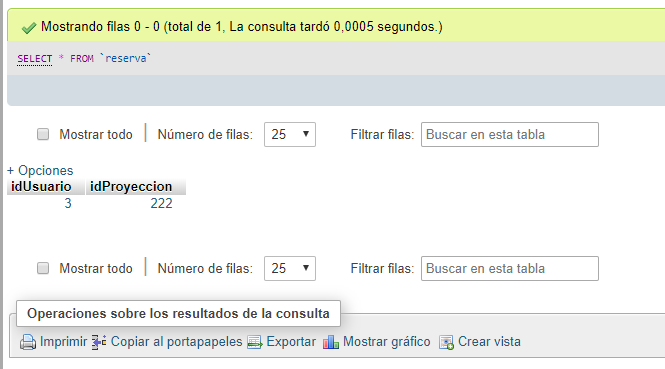 Mostrando filas 0 - 0 (total de 1, La consulta tardó 0,0005 segundos.)
SELECT * FROM `reserva`
Mostrar todo | Número de filas: 25 Filtrar filas: Buscar en esta tabla
+ Opciones
idUsuario idProyeccion
3 222
Mostrar todo | Número de filas: 25 Filtrar filas: Buscar en esta tabla
Operaciones sobre los resultados de la consulta
Imprimir Copiar al portapapeles Exportar Mostrar gráfico Crear vista